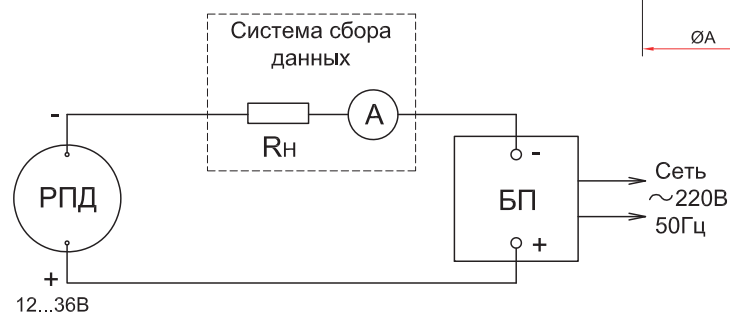 Система сбора
данных
ØA
-
Rн
A
-
РПД
БП
Сеть
～220В
50Гц
+
+
12...36В